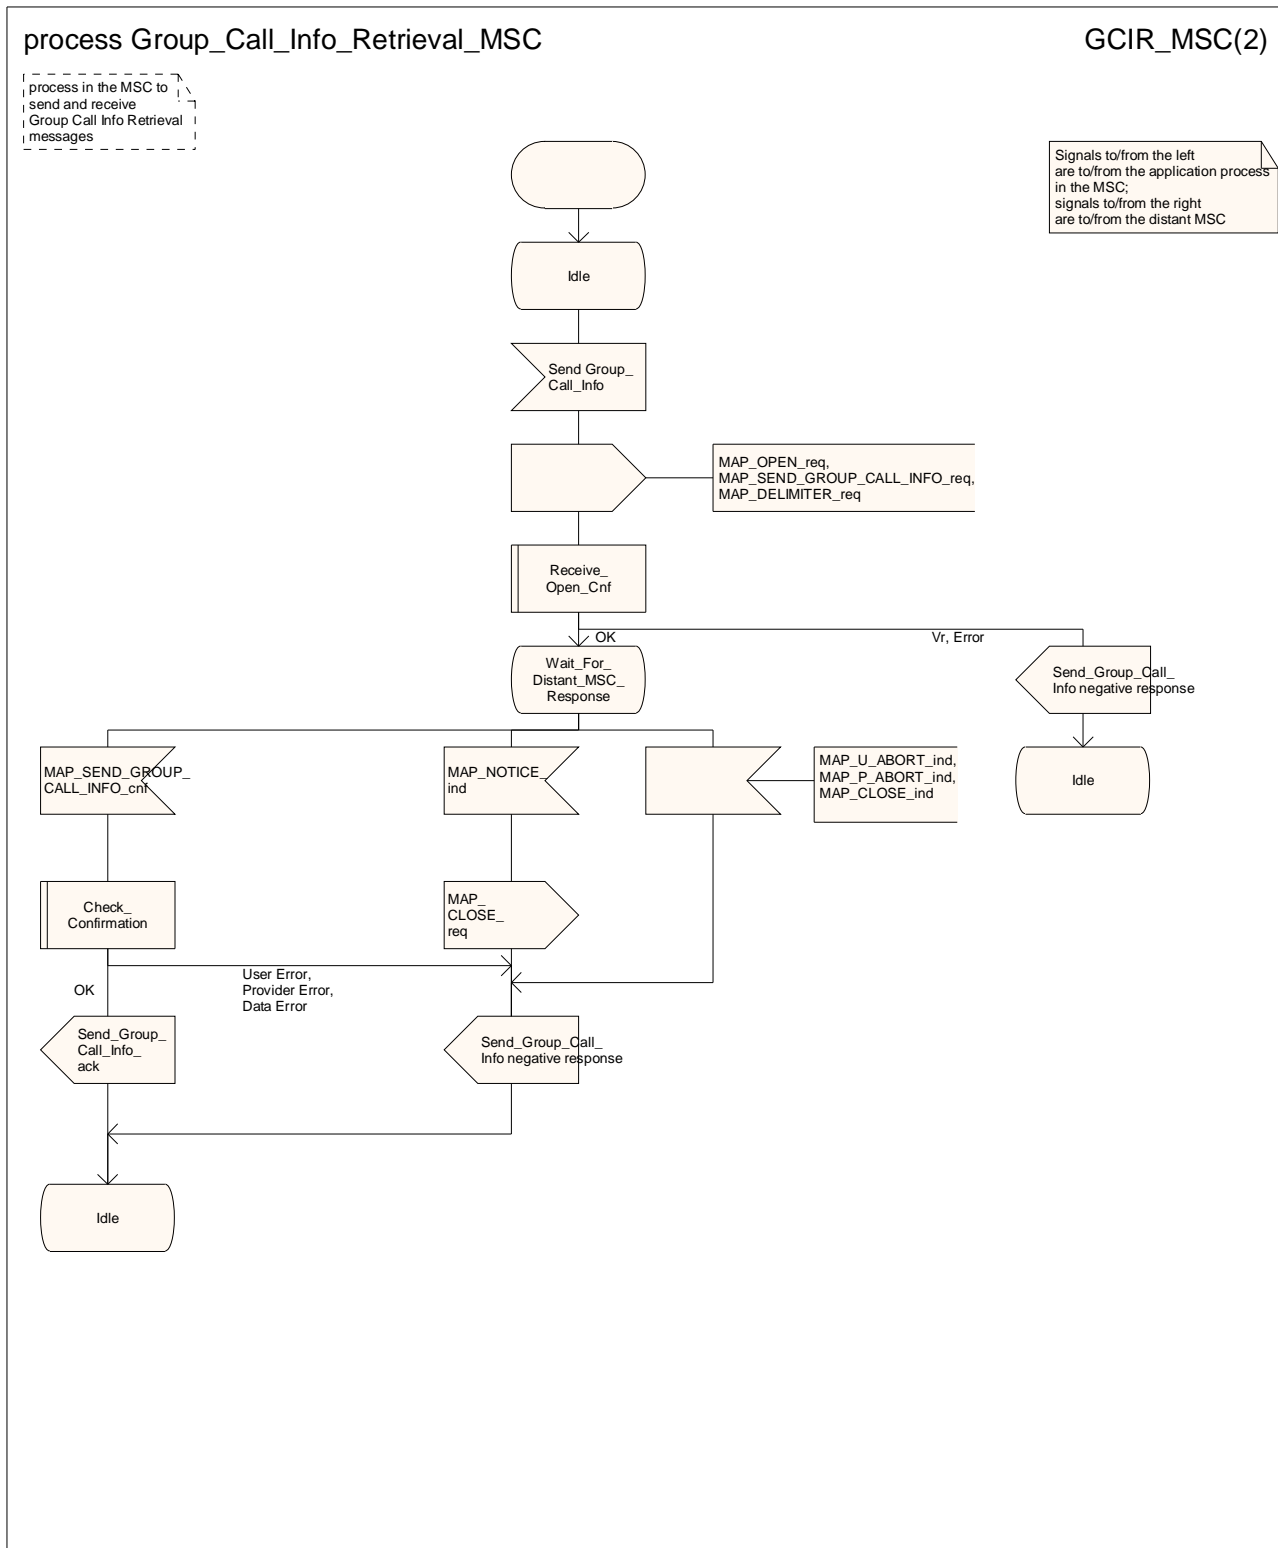 process Group_Call_Info_Retrieval_MSC
GCIR_MSC(2)
process in the MSC to
send and receive
Group Call Info Retrieval
messages
Signals to/from the left
are to/from the application process
in the MSC;
signals to/from the right
are to/from the distant MSC
Idle
Send Group_
Call_Info
MAP_OPEN_req,
MAP_SEND_GROUP_CALL_INFO_req,
MAP_DELIMITER_req
Receive_
Open_Cnf
OK
Vr, Error
Wait_For_
Distant_MSC_
Response
Send_Group_Call_
Info negative response
MAP_SEND_GROUP_
CALL_INFO_cnf
MAP_NOTICE_
ind
MAP_U_ABORT_ind,
MAP_P_ABORT_ind,
MAP_CLOSE_ind
Idle
Check_
Confirmation
MAP_
CLOSE_
req
User Error,
Provider Error,
Data Error
OK
Send_Group_
Call_Info_
ack
Send_Group_Call_
Info negative response
Idle